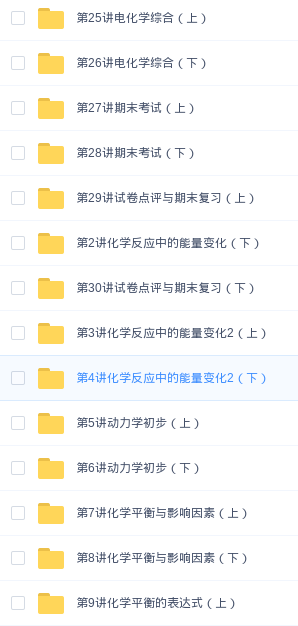 第25讲电化学综合（上）
第26讲电化学综合（下）
第27讲期末考试（上）
第28讲期末考试（下）
第29讲试卷点评与期末复习（上）
第2讲化学反应中的能量变化（下）
第30讲试卷点评与期末复习（下）
第3讲化学反应中的能量变化2（上）
第4讲化学反应中的能量变化2（下）
第5讲动力学初步（上）
第6讲动力学初步（下）
第7讲化学平衡与影响因素（上）
第8讲化学平衡与影响因素（下）
第9讲化学平衡的表达式（上）